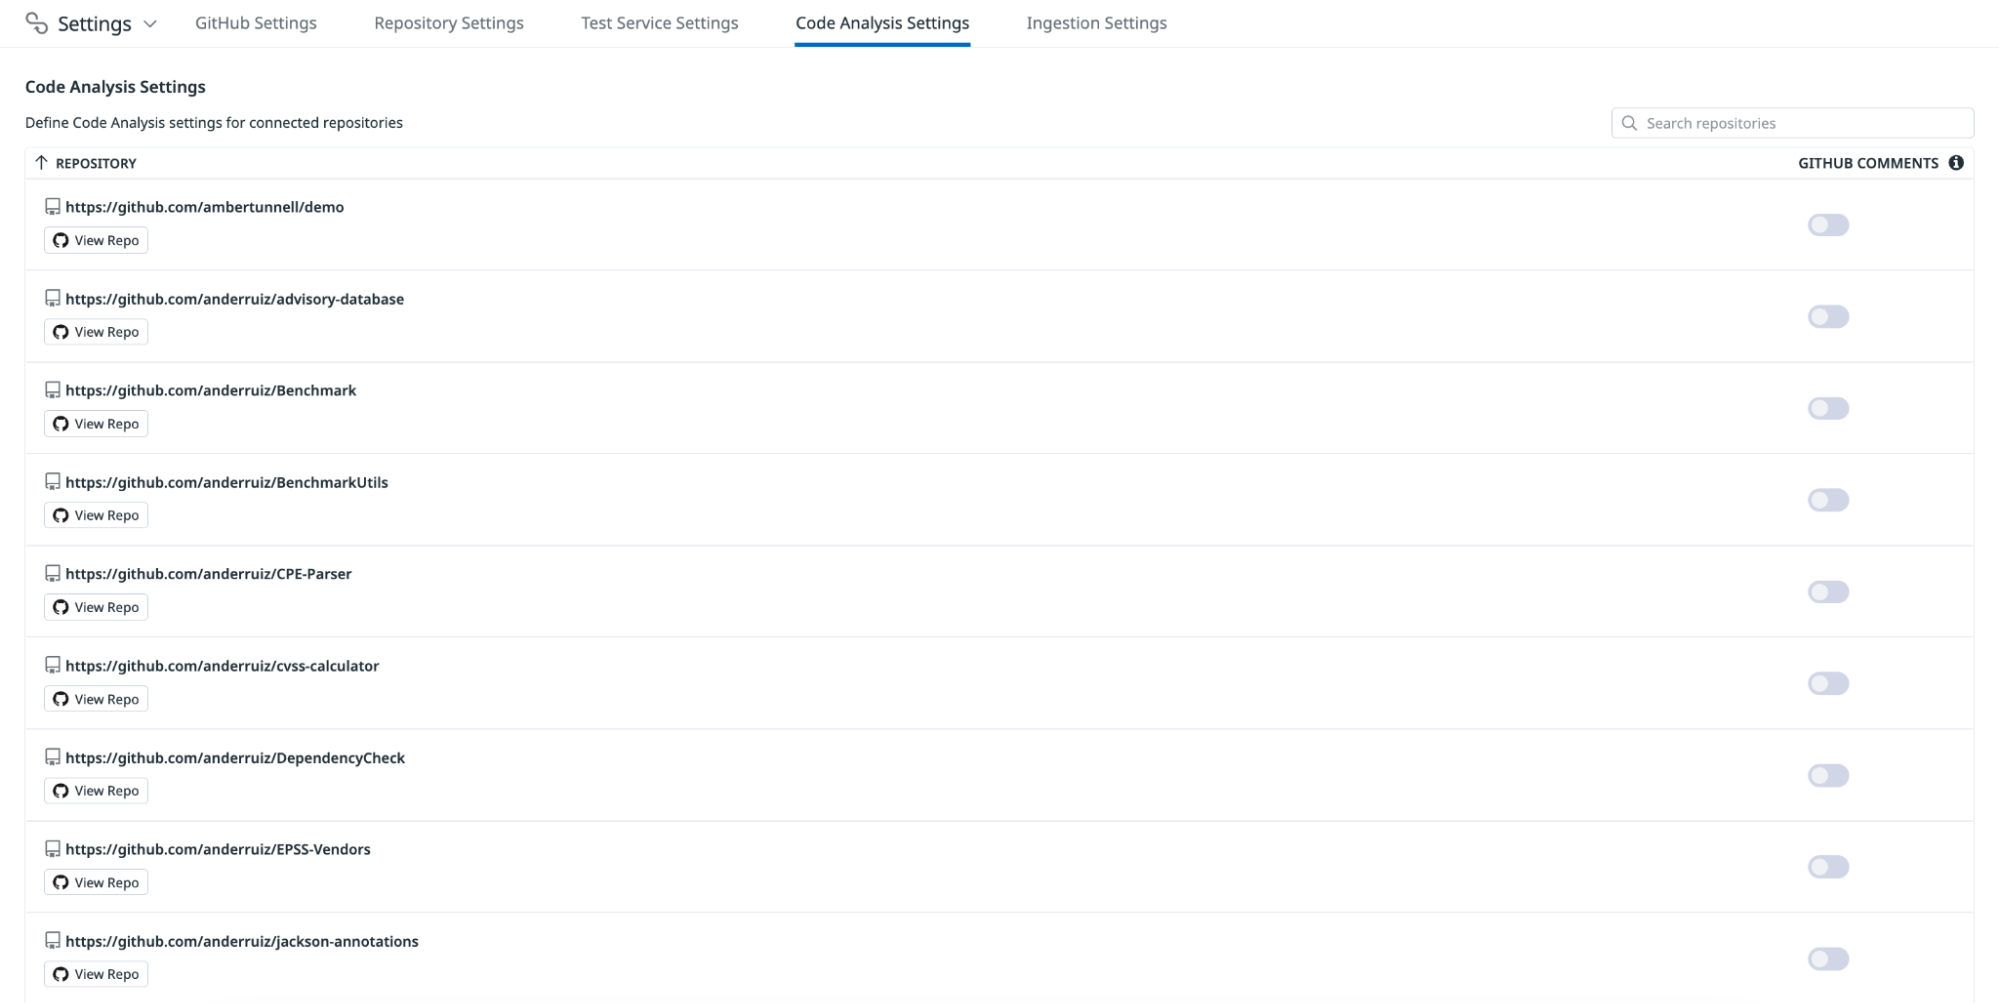 Settings
GitHub Settings
Repository Settings
Test Service Settings
Code Analysis Settings
Ingestion Settings
Code Analysis Settings
Define Code Analysis settings for connected repositories
Search repositories
REPOSITORY
GITHUB COMMENTS
https://github.com/ambertunnell/demo
View Repo
https://github.com/anderruiz/advisory-database
View Repo
https://github.com/anderruiz/Benchmark
View Repo
https://github.com/anderruiz/BenchmarkUtils
View Repo
https://github.com/anderruiz/CPE-Parser
View Repo
https://github.com/anderruiz/cvss-calculator
View Repo
https://github.com/anderruiz/DependencyCheck
View Repo
https://github.com/anderruiz/EPSS-Vendors
View Repo
https://github.com/anderruiz/jackson-annotations
View Repo